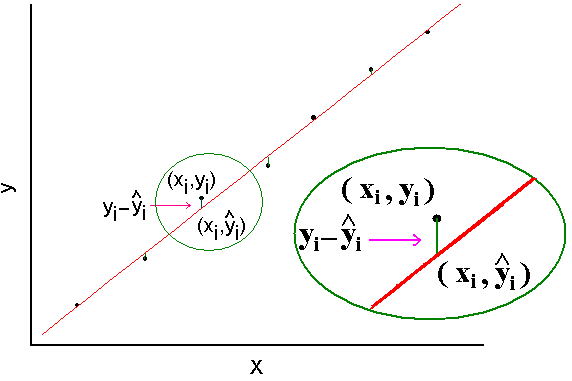 y
(xᵢ,yᵢ)
yᵢ–ŷᵢ
(xᵢ,ŷᵢ)
(xᵢ,yᵢ)
yᵢ–ŷᵢ
(xᵢ,ŷᵢ)
x